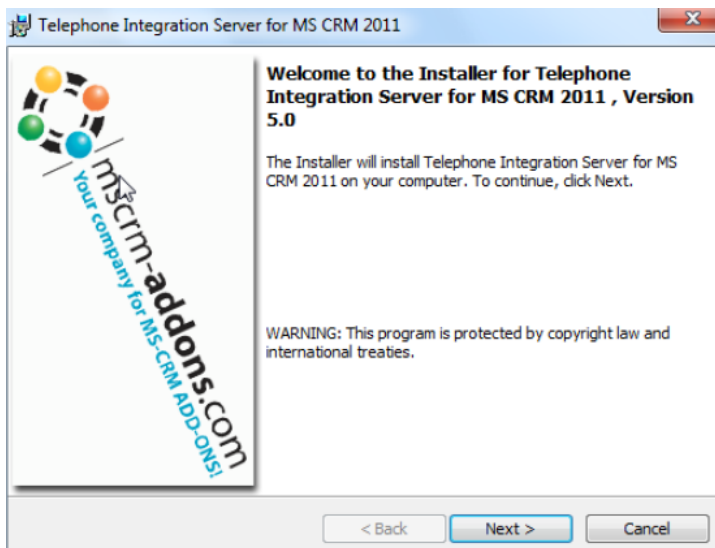 Telephone Integration Server for MS CRM 2011
Welcome to the Installer for Telephone
Integration Server for MS CRM 2011 , Version
5.0
The Installer will install Telephone Integration Server for MS
CRM 2011 on your computer. To continue, click Next.
mscrm-addons.com
Your company for MS-CRM ADD-ONS!
WARNING: This program is protected by copyright law and
international treaties.
< Back
Next >
Cancel